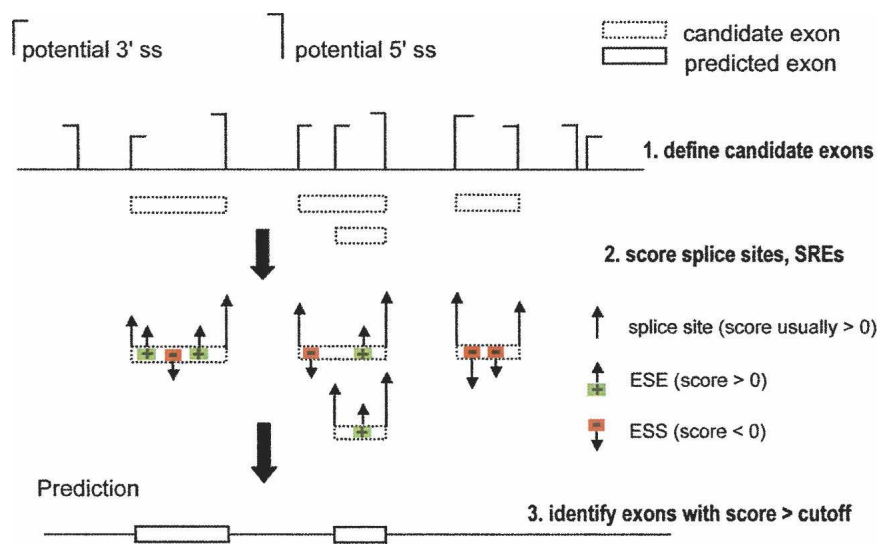 potential 3' ss
potential 5' ss
candidate exon
predicted exon
1. define candidate exons
2. score splice sites, SREs
splice site (score usually > 0)
+ - +
- +
- -
+ ESE (score > 0)
+
- ESS (score < 0)
Prediction
3. identify exons with score > cutoff